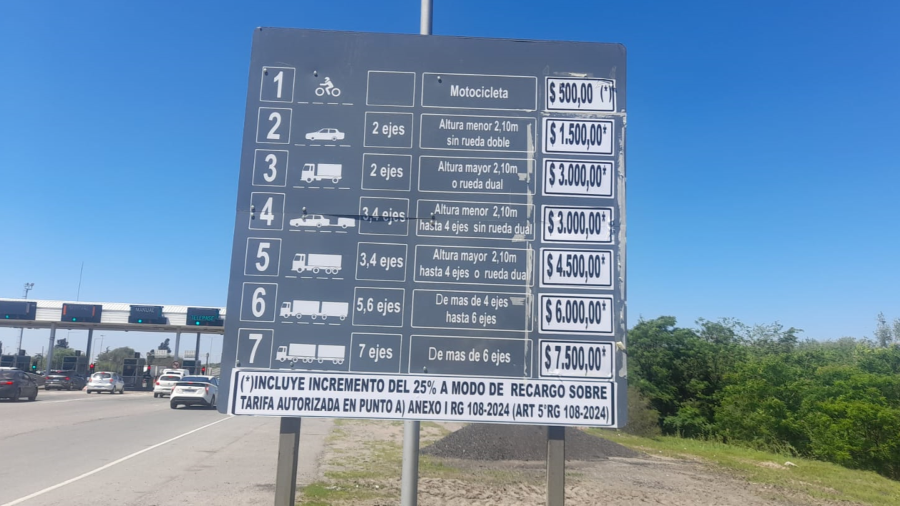 1 Motocicleta $ 500,00 (*)
2 2 ejes Altura menor 2,10m $ 1.500,00*
sin rueda doble
3 2 ejes Altura mayor 2,10m $ 3.000,00*
o rueda dual
4 3,4 ejes Altura menor 2,10m $ 3.000,00*
hasta 4 ejes sin rueda dual
5 3,4 ejes Altura mayor 2,10m $ 4.500,00*
hasta 4 ejes o rueda dual
6 5,6 ejes De mas de 4 ejes $ 6.000,00*
hasta 6 ejes
7 7 ejes De mas de 6 ejes $ 7.500,00*
(*)INCLUYE INCREMENTO DEL 25% A MODO DE RECARGO SOBRE
TARIFA AUTORIZADA EN PUNTO A) ANEXO I RG 108-2024 (ART 5°RG 108-2024)